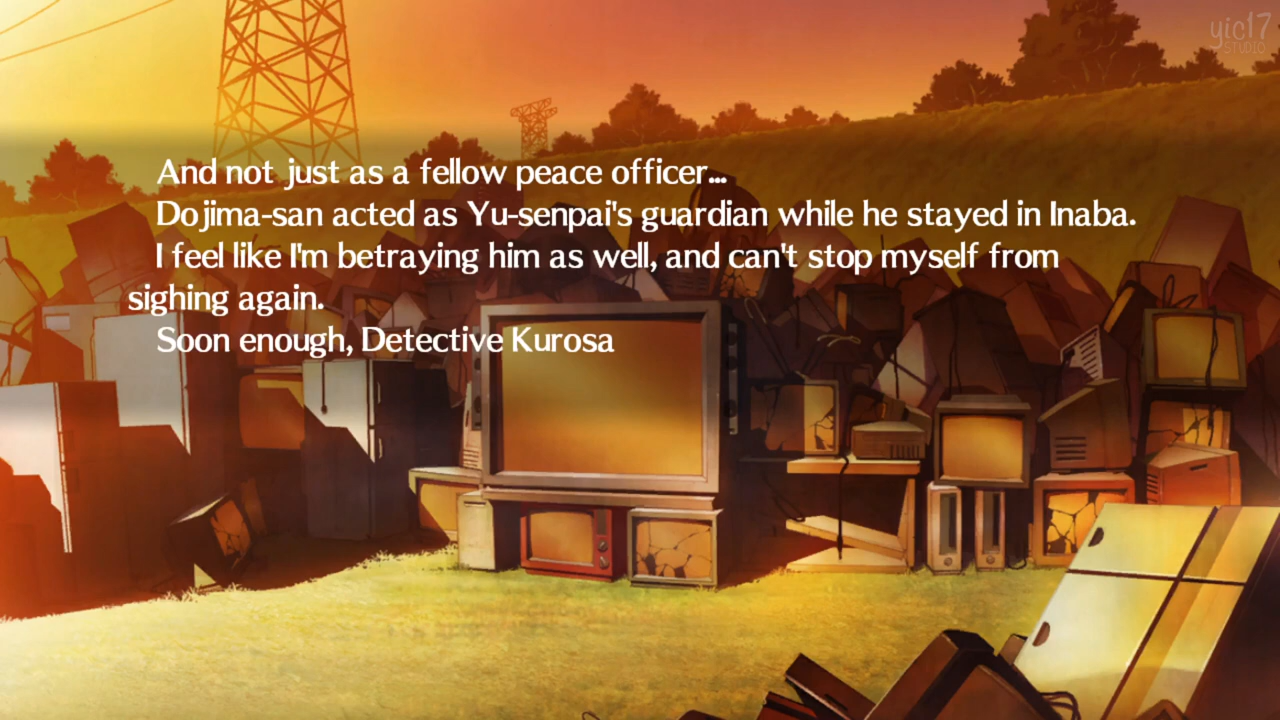 yic17
STUDIO
And not just as a fellow peace officer...
Dojima-san acted as Yu-senpai's guardian while he stayed in Inaba.
I feel like I'm betraying him as well, and can't stop myself from
sighing again.
Soon enough, Detective Kurosa